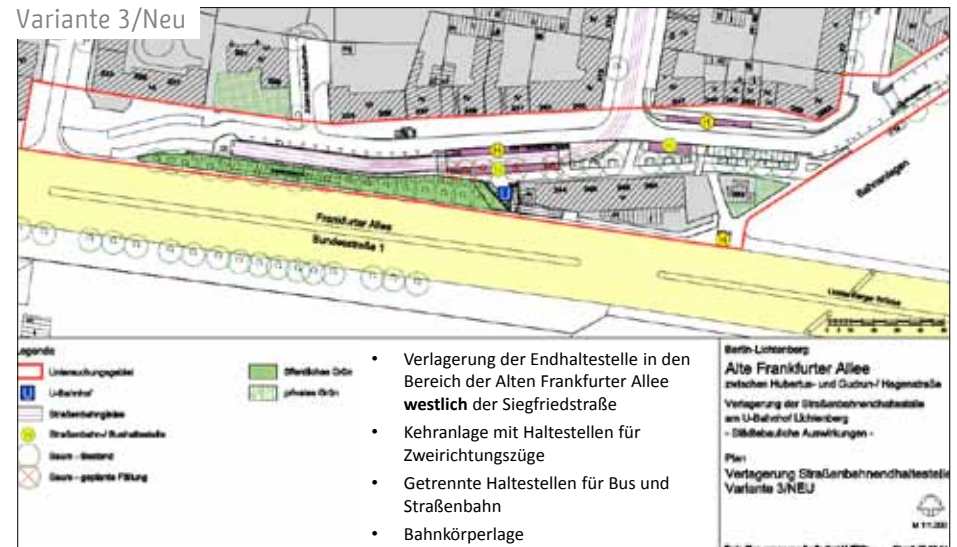 Variante 3/Neu
Frankfurter Allee
Bundesstraße 1
Bahnanlagen
Lichtenberger Brücke
H
H
H
H
H
U
Legende
Untersuchungsgebiet
U U-Bahnhof
Straßenbahngleise
H Straßenbahn-/ Bushaltestelle
Baum - Bestand
Baum - geplante Fällung
öffentliches Grün
privates Grün
• Verlagerung der Endhaltestelle in den
Bereich der Alten Frankfurter Allee
westlich der Siegfriedstraße
• Kehranlage mit Haltestellen für
Zweirichtungszüge
• Getrennte Haltestellen für Bus und
Straßenbahn
• Bahnkörperlage
Berlin-Lichtenberg
Alte Frankfurter Allee
zwischen Hubertus- und Gudrun-/ Hagenstraße
Verlagerung der Straßenbahnendhaltestelle
am U-Bahnhof Lichtenberg
- Städtebauliche Auswirkungen -
Plan
Verlagerung Straßenbahnendhaltestelle
Variante 3/NEU